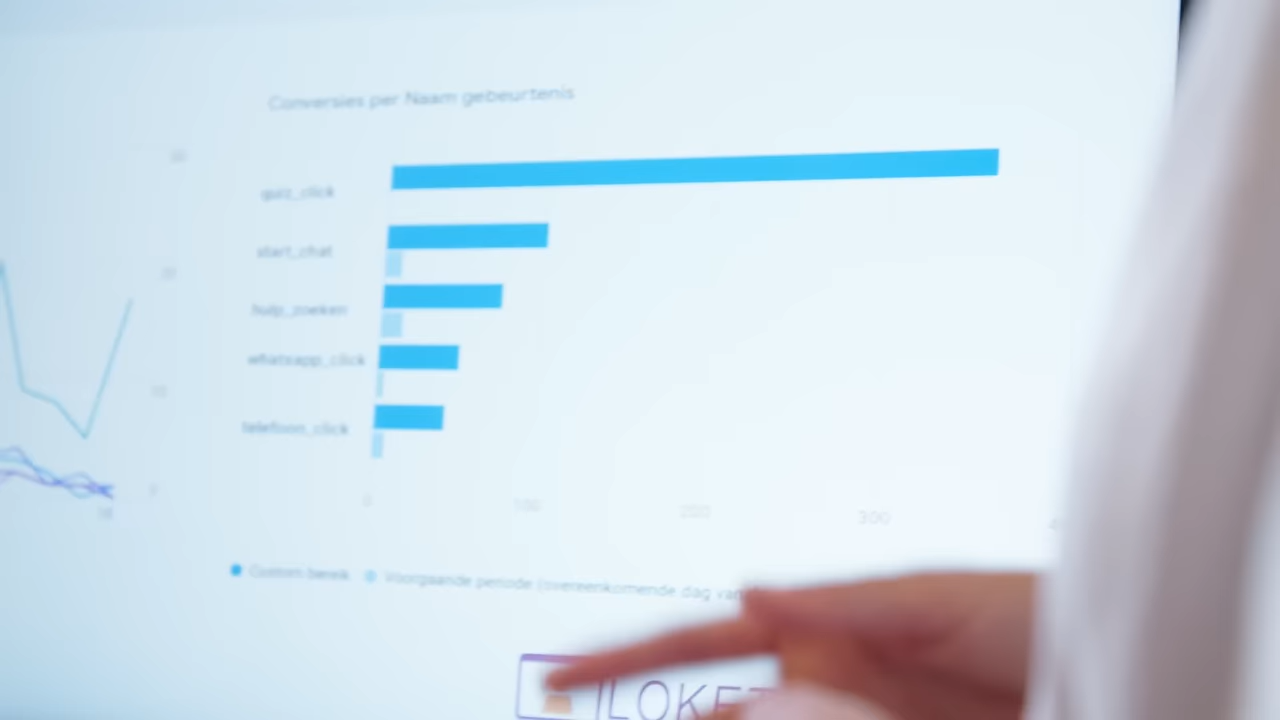 Conversies per Naam gebeurtenis
quiz_click
start_chat
hulp_zoeken
whatsapp_click
telefoon_click
0 100 200 300
Custom bereik Voorgaande periode (overeenkomende dag van
LOKET